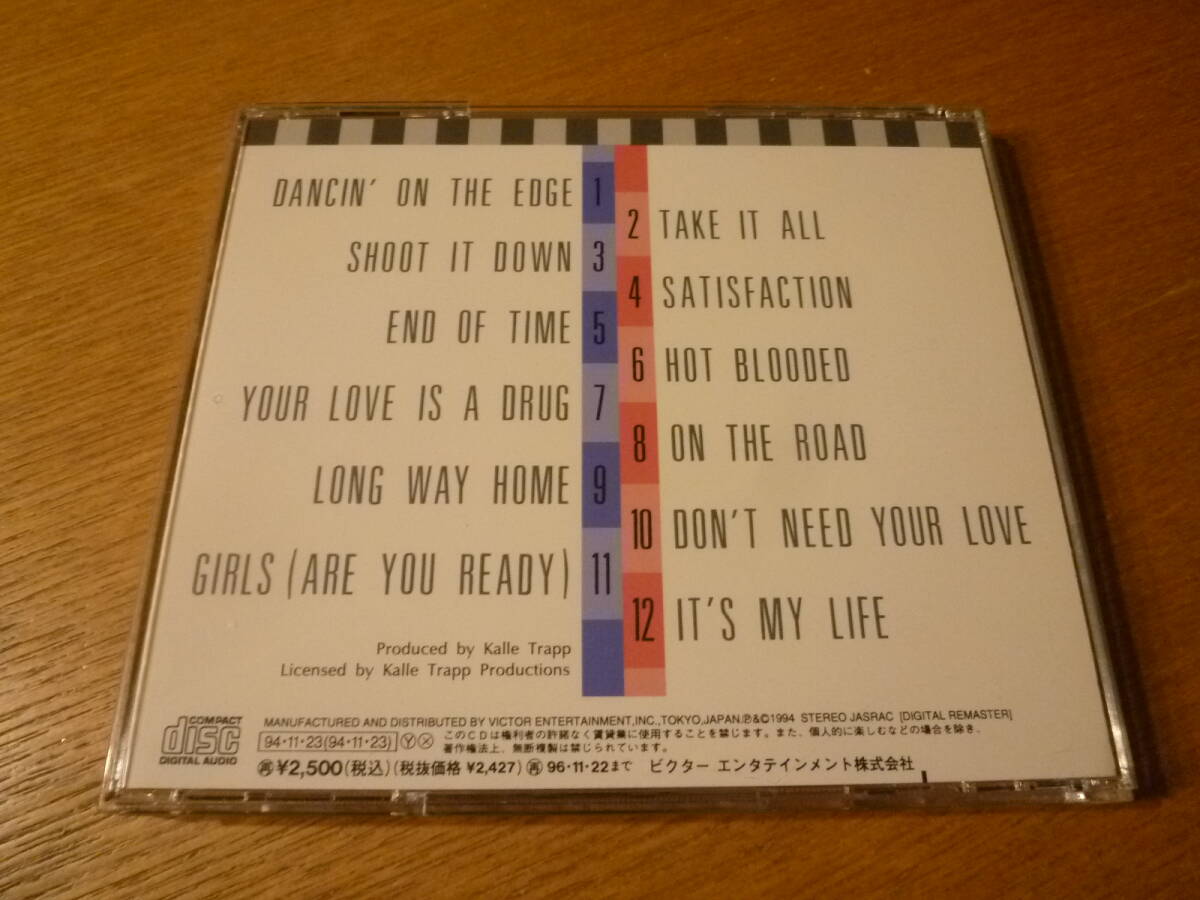 DANCIN' ON THE EDGE 1
2 TAKE IT ALL
SHOOT IT DOWN 3
4 SATISFACTION
END OF TIME 5
6 HOT BLOODED
YOUR LOVE IS A DRUG 7
8 ON THE ROAD
LONG WAY HOME 9
10 DON'T NEED YOUR LOVE
GIRLS (ARE YOU READY) 11
12 IT'S MY LIFE
Produced by Kalle Trapp
Licensed by Kalle Trapp Productions
COMPACT
disc
DIGITAL AUDIO
MANUFACTURED AND DISTRIBUTED BY VICTOR ENTERTAINMENT,INC.,TOKYO,JAPAN.℗&©1994 STEREO JASRAC [DIGITAL REMASTER]
94・11・23(94・11・23) Ⓨ Ⓧ このCDは権利者の許諾なく賃貸業に使用することを禁じます。また、個人的に楽しむなどの場合を除き、
著作権法上、無断複製は禁じられています。
再¥2,500(税込)(税抜価格 ¥2,427) 再96・11・22まで ビクター エンタテインメント株式会社